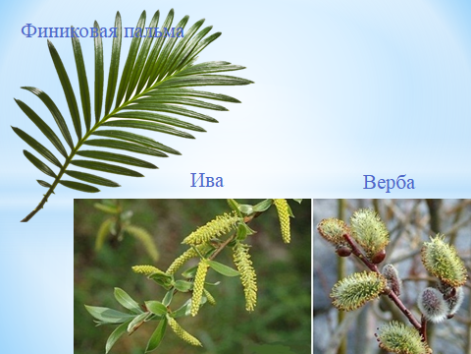 Финиковая пальма
Ива
Верба